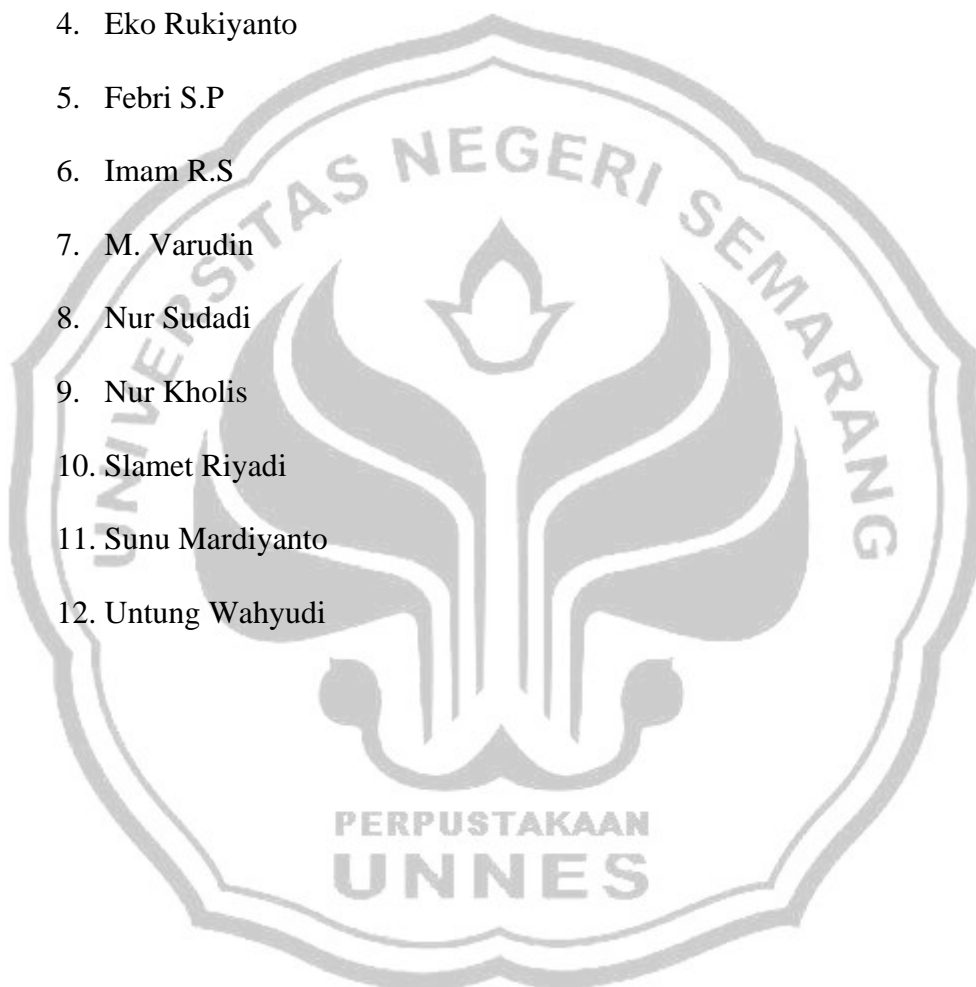 4. Eko Rukiyanto
5. Febri S.P
6. Imam R.S
7. M. Varudin
8. Nur Sudadi
9. Nur Kholis
10. Slamet Riyadi
11. Sunu Mardiyanto
12. Untung Wahyudi
UNIVERSITAS NEGERI SEMARANG
PERPUSTAKAAN
UNNES